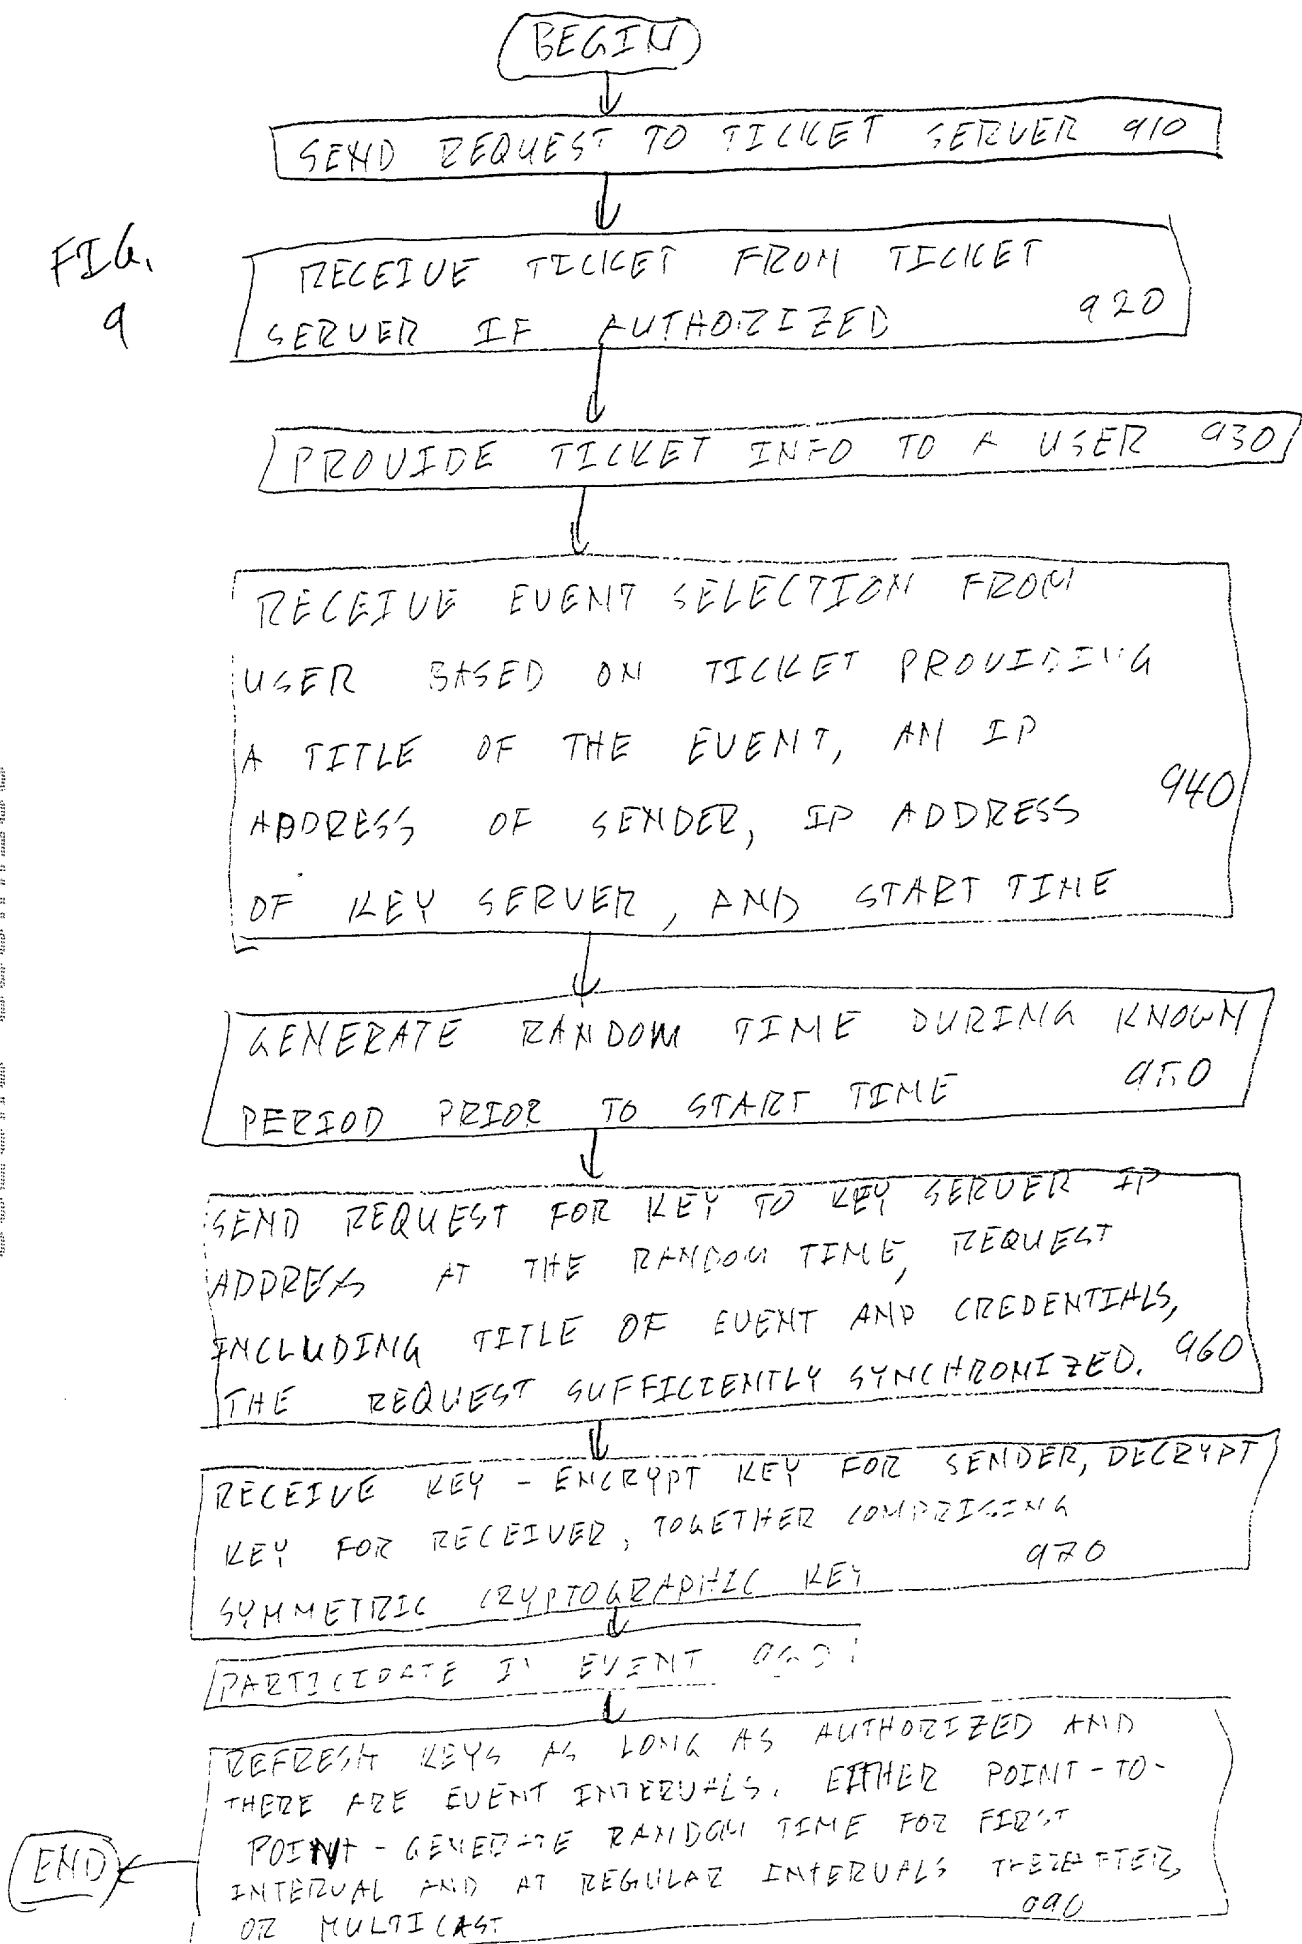 BEGIN
SEND REQUEST TO TICKET SERVER 910
FIG.
9
RECEIVE TICKET FROM TICKET
SERVER IF AUTHORIZED 920
PROVIDE TICKET INFO TO A USER 930
RECEIVE EVENT SELECTION FROM
USER BASED ON TICKET PROVIDING
A TITLE OF THE EVENT, AN IP
ADDRESS OF SENDER, IP ADDRESS 940
OF KEY SERVER, AND START TIME
GENERATE RANDOM TIME DURING KNOWN
PERIOD PRIOR TO START TIME 950
SEND REQUEST FOR KEY TO KEY SERVER IP
ADDRESS AT THE RANDOM TIME, REQUEST
INCLUDING TITLE OF EVENT AND CREDENTIALS,
THE REQUEST SUFFICIENTLY SYNCHRONIZED. 960
RECEIVE KEY - ENCRYPT KEY FOR SENDER, DECRYPT
KEY FOR RECEIVER, TOGETHER COMPRISING
SYMMETRIC CRYPTOGRAPHIC KEY 970
PARTICIPATE IN EVENT
REFRESH KEYS AS LONG AS AUTHORIZED AND
THERE ARE EVENT INTERVALS. EITHER POINT-TO-
POINT - GENERATE RANDOM TIME FOR FIRST
INTERVAL AND AT REGULAR INTERVALS THEREAFTER,
OR MULTICAST 990
END